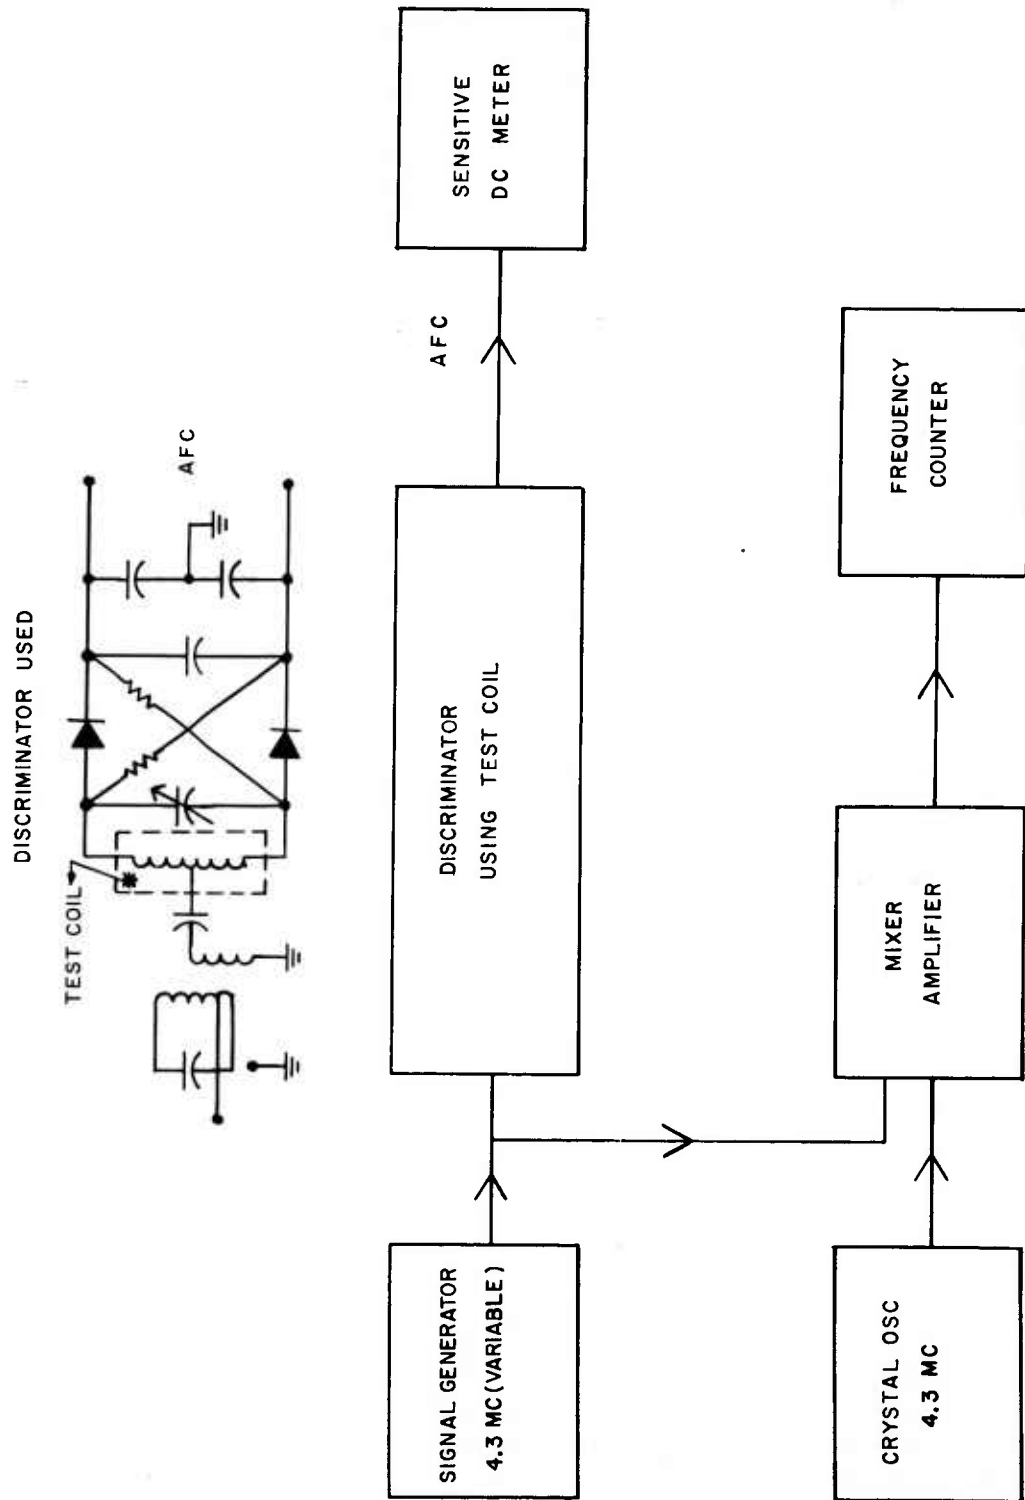 DISCRIMINATOR USED
TEST COIL
AFC
SIGNAL GENERATOR
4.3 MC (VARIABLE)
DISCRIMINATOR
USING TEST COIL
AFC
SENSITIVE
DC METER
CRYSTAL OSC
4.3 MC
MIXER
AMPLIFIER
FREQUENCY
COUNTER